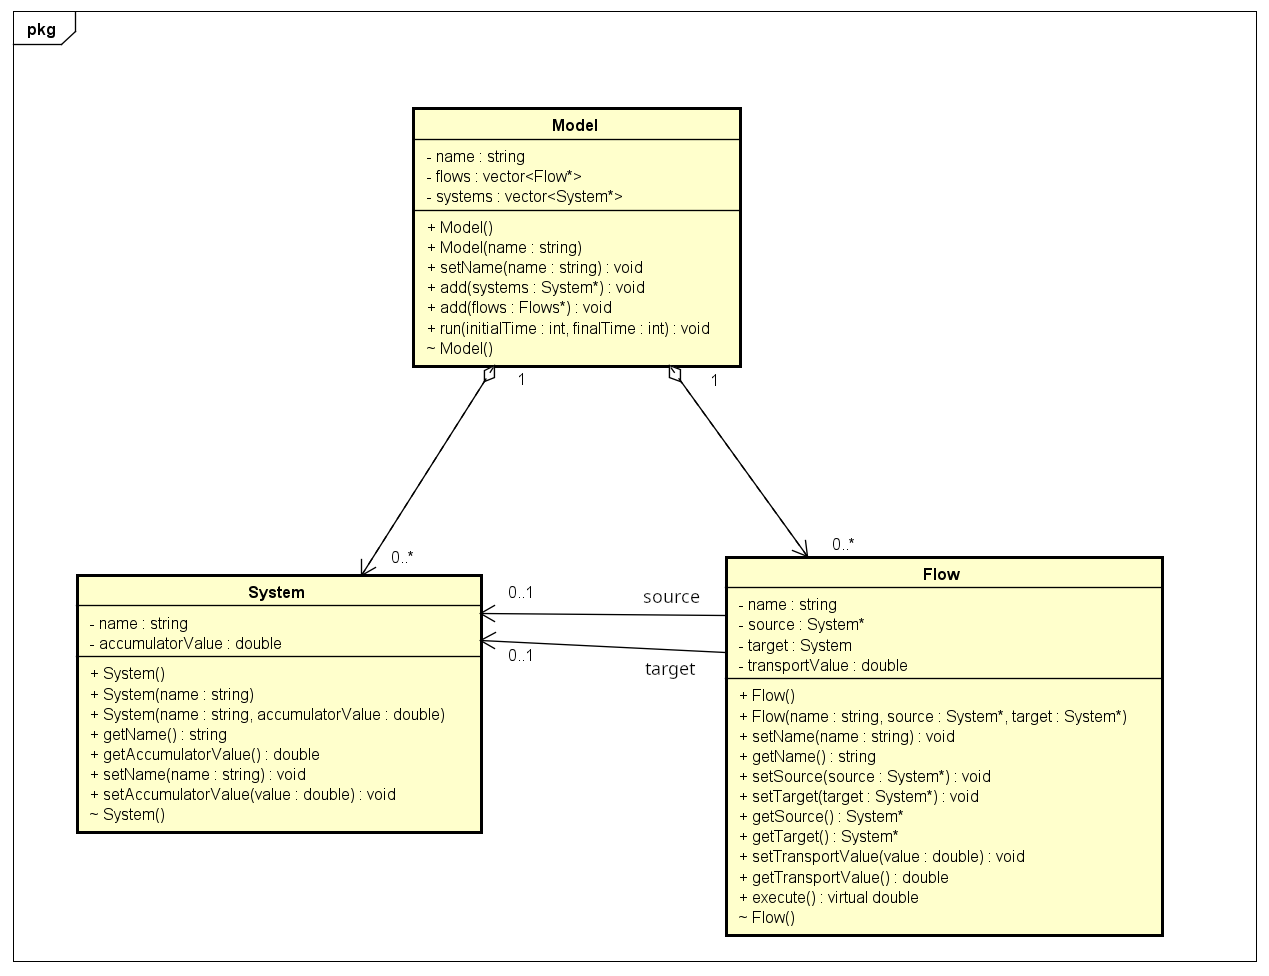 pkg
Model
- name : string
- flows : vector<Flow*>
- systems : vector<System*>
+ Model()
+ Model(name : string)
+ setName(name : string) : void
+ add(systems : System*) : void
+ add(flows : Flows*) : void
+ run(initialTime : int, finalTime : int) : void
~ Model()
1
1
0..*
0..*
System
- name : string
- accumulatorValue : double
+ System()
+ System(name : string)
+ System(name : string, accumulatorValue : double)
+ getName() : string
+ getAccumulatorValue() : double
+ setName(name : string) : void
+ setAccumulatorValue(value : double) : void
~ System()
0..1
source
0..1
target
Flow
- name : string
- source : System*
- target : System
- transportValue : double
+ Flow()
+ Flow(name : string, source : System*, target : System*)
+ setName(name : string) : void
+ getName() : string
+ setSource(source : System*) : void
+ setTarget(target : System*) : void
+ getSource() : System*
+ getTarget() : System*
+ setTransportValue(value : double) : void
+ getTransportValue() : double
+ execute() : virtual double
~ Flow()